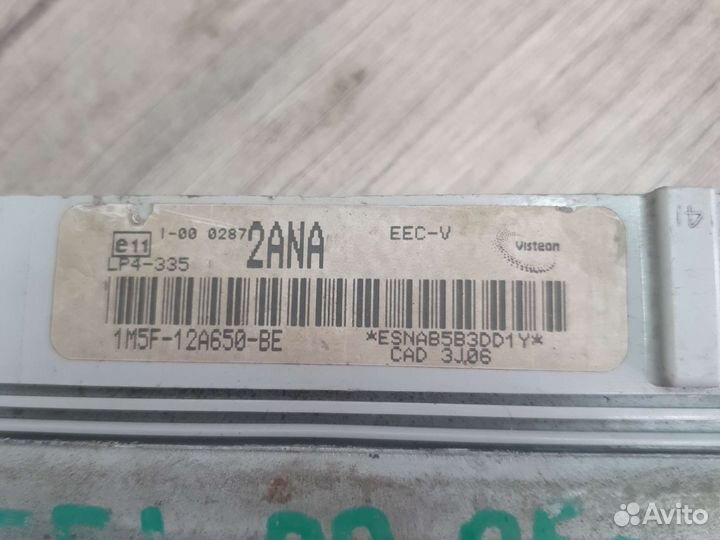 e11 I-00 0287 2ANA EEC-V Visteon
LP4-335
1M5F-12A650-BE *ESNAB5B3DD1Y*
CAD 3J06
41
Avito